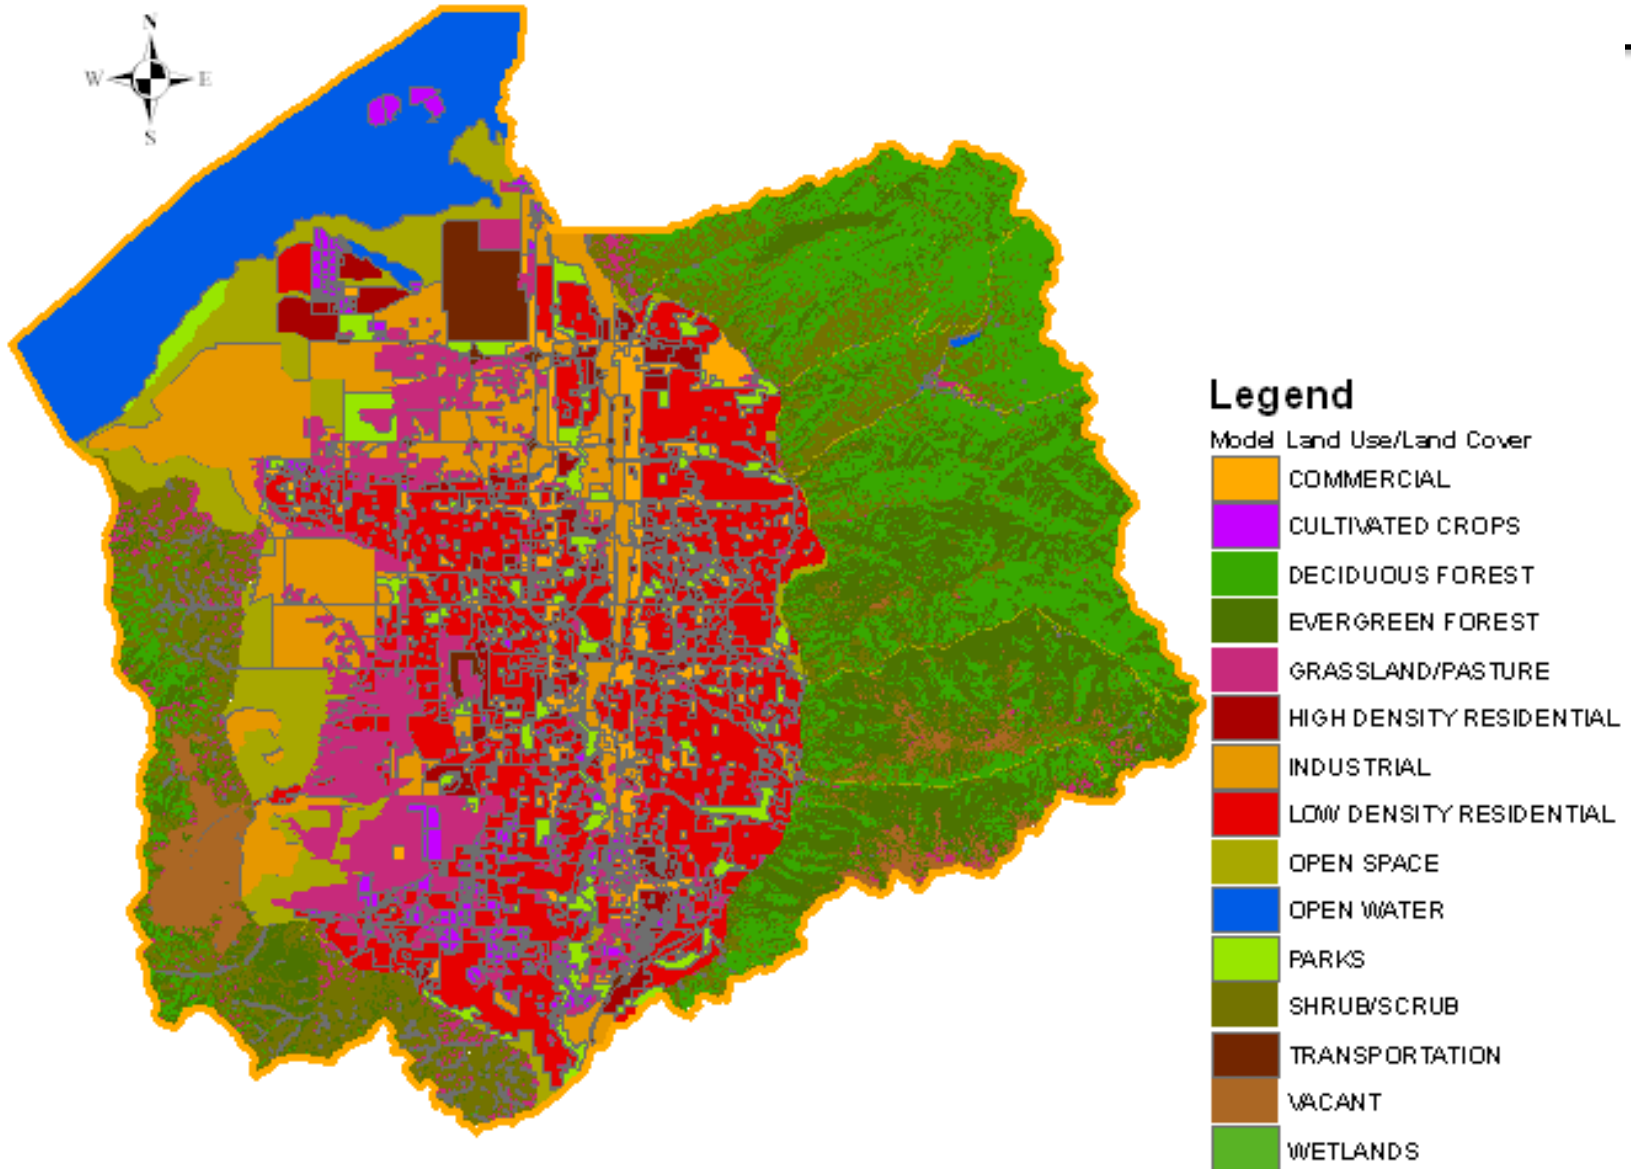 N
W E
S
Legend
Model Land Use/Land Cover
COMMERCIAL
CULTIVATED CROPS
DECIDUOUS FOREST
EVERGREEN FOREST
GRASSLAND/PASTURE
HIGH DENSITY RESIDENTIAL
INDUSTRIAL
LOW DENSITY RESIDENTIAL
OPEN SPACE
OPEN WATER
PARKS
SHRUB/SCRUB
TRANSPORTATION
VACANT
WETLANDS